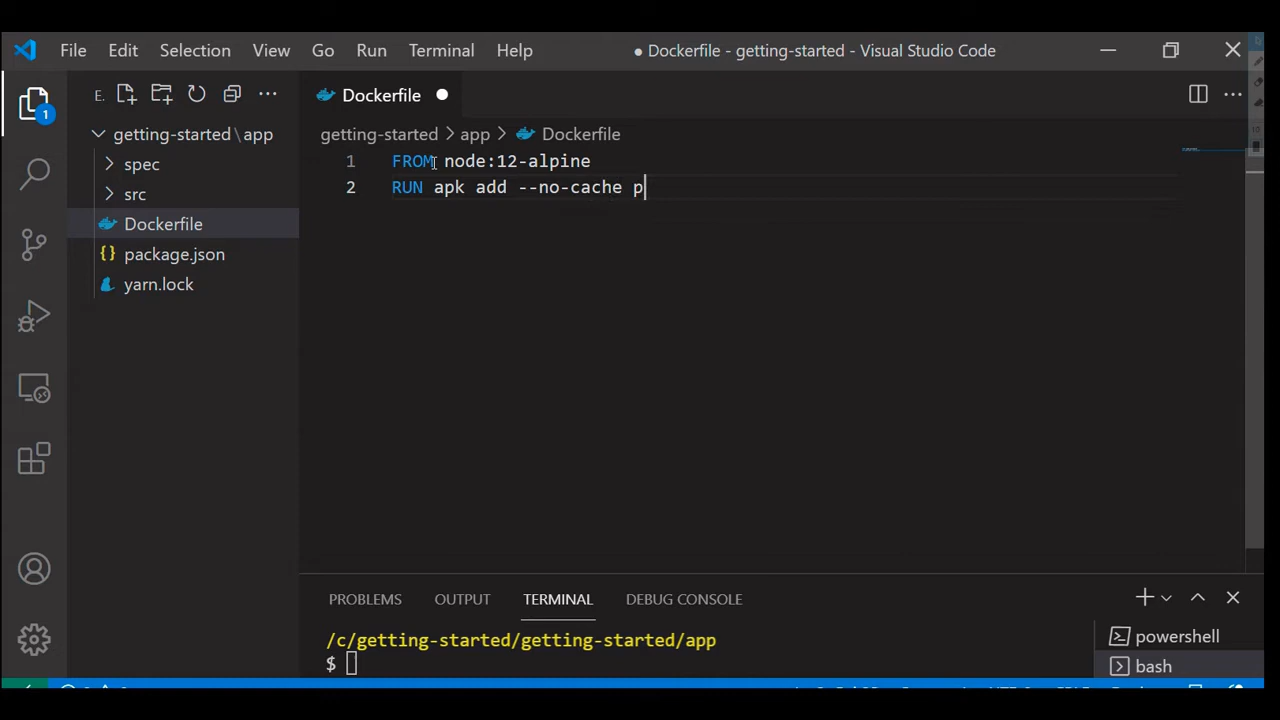 File Edit Selection View Go Run Terminal Help ● Dockerfile - getting-started - Visual Studio Code
E.
Dockerfile ●
getting-started\app
getting-started > app > Dockerfile
spec
src
Dockerfile
package.json
yarn.lock
1
1 FROM node:12-alpine
2 RUN apk add --no-cache p
PROBLEMS OUTPUT TERMINAL DEBUG CONSOLE
/c/getting-started/getting-started/app
$
powershell
bash